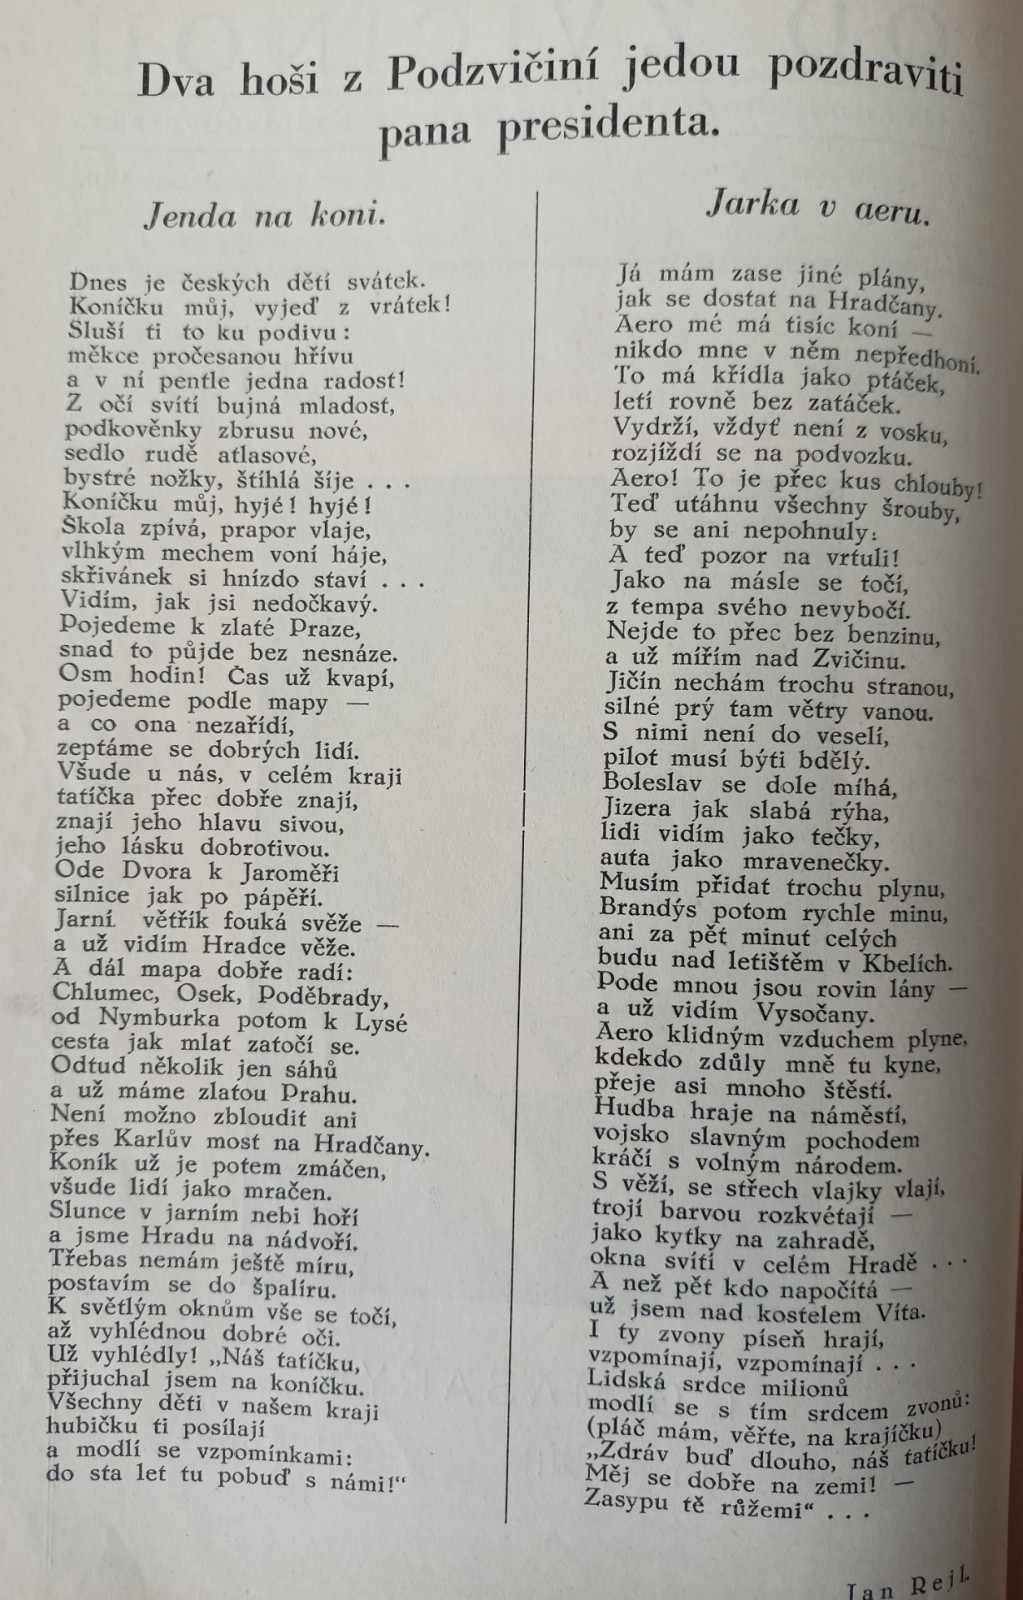 Dva hoši z Podzvičiní jedou pozdraviti
pana presidenta.
Jenda na koni.
Dnes je českých dětí svátek.
Koníčku můj, vyjeď z vrátek!
Sluší ti to ku podivu:
měkce pročesanou hřívu
a v ní pentle jedna radost!
Z očí svítí bujná mladost,
podkověnky zbrusu nové,
sedlo rudě atlasové,
bystré nožky, štíhlá šíje . . .
Koníčku můj, hyjé! hyjé!
Škola zpívá, prapor vlaje,
vlhkým mechem voní háje,
skřivánek si hnízdo staví . . .
Vidím, jak jsi nedočkavý.
Pojedeme k zlaté Praze,
snad to půjde bez nesnáze.
Osm hodin! Čas už kvapí,
pojedeme podle mapy —
a co ona nezařídí,
zeptáme se dobrých lidí.
Všude u nás, v celém kraji
tatíčka přec dobře znají,
znají jeho hlavu sivou,
jeho lásku dobrotivou.
Ode Dvora k Jaroměři
silnice jak po pápěří.
Jarní větřík fouká svěže —
a už vidím Hradce věže.
A dál mapa dobře radí:
Chlumec, Osek, Poděbrady,
od Nymburka potom k Lysé
cesta jak mlat zatočí se.
Odtud několik jen sáhů
a už máme zlatou Prahu.
Není možno zbloudit ani
přes Karlův most na Hradčany.
Koník už je potem zmáčen,
všude lidí jako mračen.
Slunce v jarním nebi hoří
a jsme Hradu na nádvoří.
Třebas nemám ještě míru,
postavím se do špalíru.
K světlým oknům vše se točí,
až vyhlédnou dobré oči.
Už vyhlédly! „Náš tatíčku,
přijuchal jsem na koníčku.
Všechny děti v našem kraji
hubičku ti posílají
a modlí se vzpomínkami:
do sta let tu pobuď s námi!“
Jarka v aeru.
Já mám zase jiné plány,
jak se dostat na Hradčany.
Aero mé má tisíc koní —
nikdo mne v něm nepředhoní.
To má křídla jako ptáček,
letí rovně bez zatáček.
Vydrží, vždyť není z vosku,
rozjíždí se na podvozku.
Aero! To je přec kus chlouby!
Teď utáhnu všechny šrouby,
by se ani nepohnuly:
A teď pozor na vrtuli!
Jako na másle se točí,
z tempa svého nevybočí.
Nejde to přec bez benzinu,
a už mířím nad Zvičinu.
Jičín nechám trochu stranou,
silné prý tam větry vanou.
S nimi není do veselí,
pilot musí býti bdělý.
Boleslav se dole míhá,
Jizera jak slabá rýha,
lidi vidím jako tečky,
auta jako mravenečky.
Musím přidat trochu plynu,
Brandýs potom rychle minu,
ani za pět minut celých
budu nad letištěm v Kbelích.
Pode mnou jsou rovin lány —
a už vidím Vysočany.
Aero klidným vzduchem plyne,
kdekdo zdůly mně tu kyne,
přeje asi mnoho štěstí.
Hudba hraje na náměstí,
vojsko slavným pochodem
kráčí s volným národem.
S věží, se střech vlajky vlají,
trojí barvou rozkvétají —
jako kytky na zahradě,
okna svítí v celém Hradě . . .
A než pět kdo napočítá —
už jsem nad kostelem Víta.
I ty zvony píseň hrají,
vzpomínají, vzpomínají . . .
Lidská srdce milionů
modlí se s tím srdcem zvonů:
(pláč mám, věřte, na krajíčku)
„Zdráv buď dlouho, náš tatíčku!
Měj se dobře na zemi! —
Zasypu tě růžemi“ . . .
Jan Rejl.